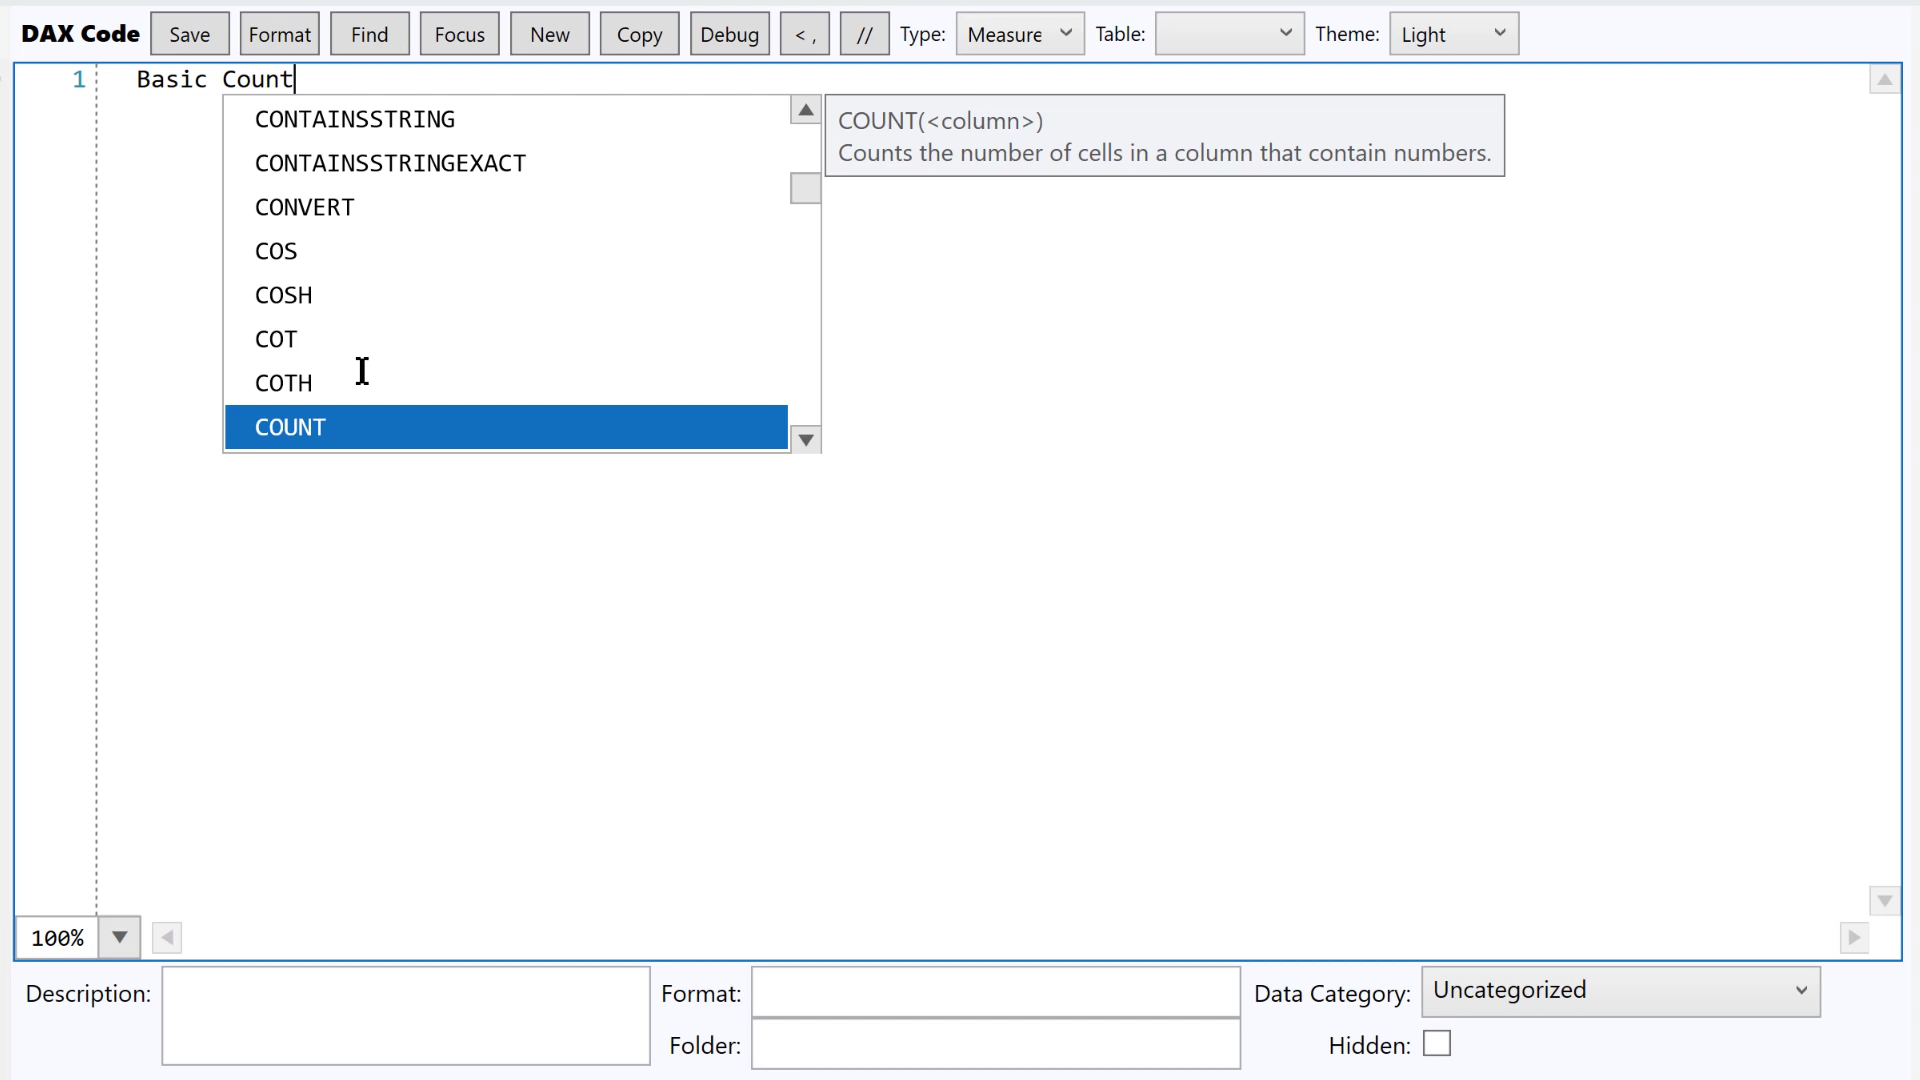 DAX Code Save Format Find Focus New Copy Debug < , // Type: Measure Table: Theme: Light
1 Basic Count
CONTAINSSTRING
CONTAINSSTRINGEXACT
CONVERT
COS
COSH
COT
COTH
COUNT
COUNT(<column>)
Counts the number of cells in a column that contain numbers.
100%
Description: Format: Data Category: Uncategorized
Folder: Hidden: